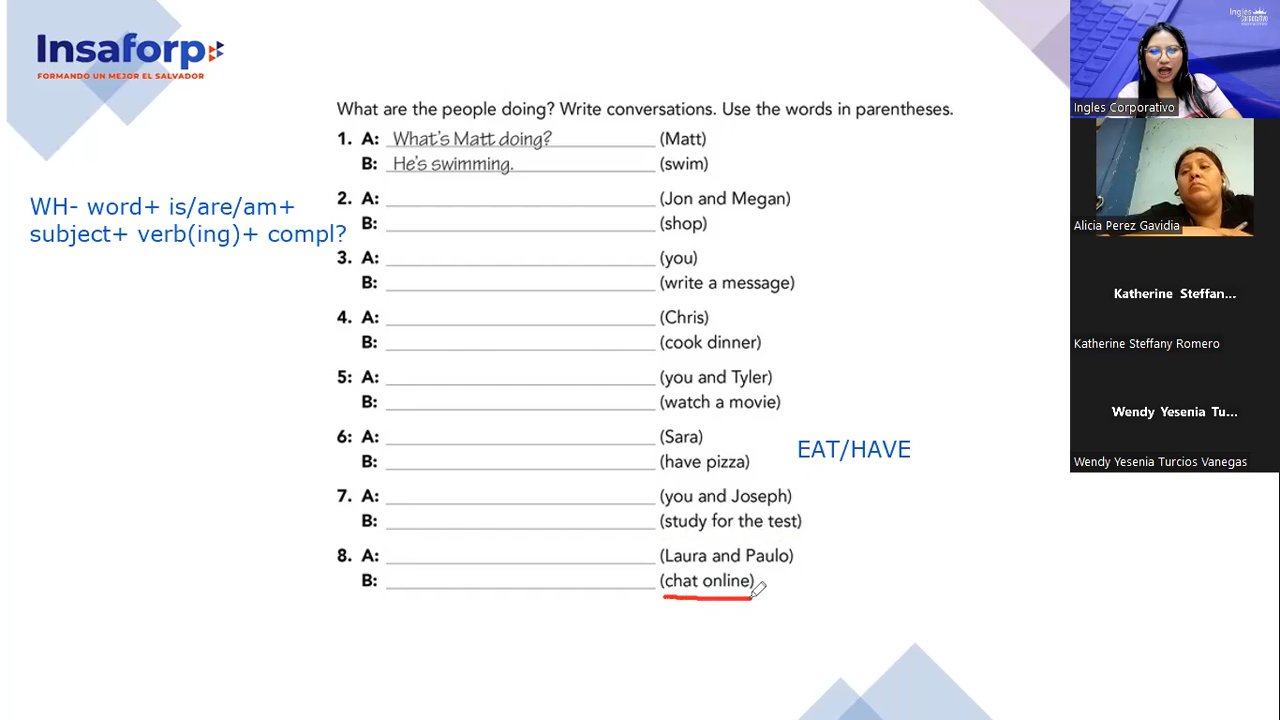 Insaforp
FORMANDO UN MEJOR EL SALVADOR
What are the people doing? Write conversations. Use the words in parentheses.
1. A: What's Matt doing? (Matt)
B: He's swimming. (swim)
2. A: (Jon and Megan)
B: (shop)
3. A: (you)
B: (write a message)
4. A: (Chris)
B: (cook dinner)
5: A: (you and Tyler)
B: (watch a movie)
6: A: (Sara)
B: (have pizza)
7. A: (you and Joseph)
B: (study for the test)
8. A: (Laura and Paulo)
B: (chat online)
WH- word+ is/are/am+
subject+ verb(ing)+ compl?
EAT/HAVE
Ingles
Ingles Corporativo
Alicia Perez Gavidia
Katherine Steffan...
Katherine Steffany Romero
Wendy Yesenia Tu...
Wendy Yesenia Turcios Vanegas